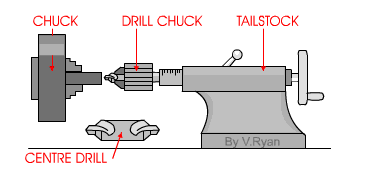 CHUCK
DRILL CHUCK
TAILSTOCK
By V.Ryan
CENTRE DRILL